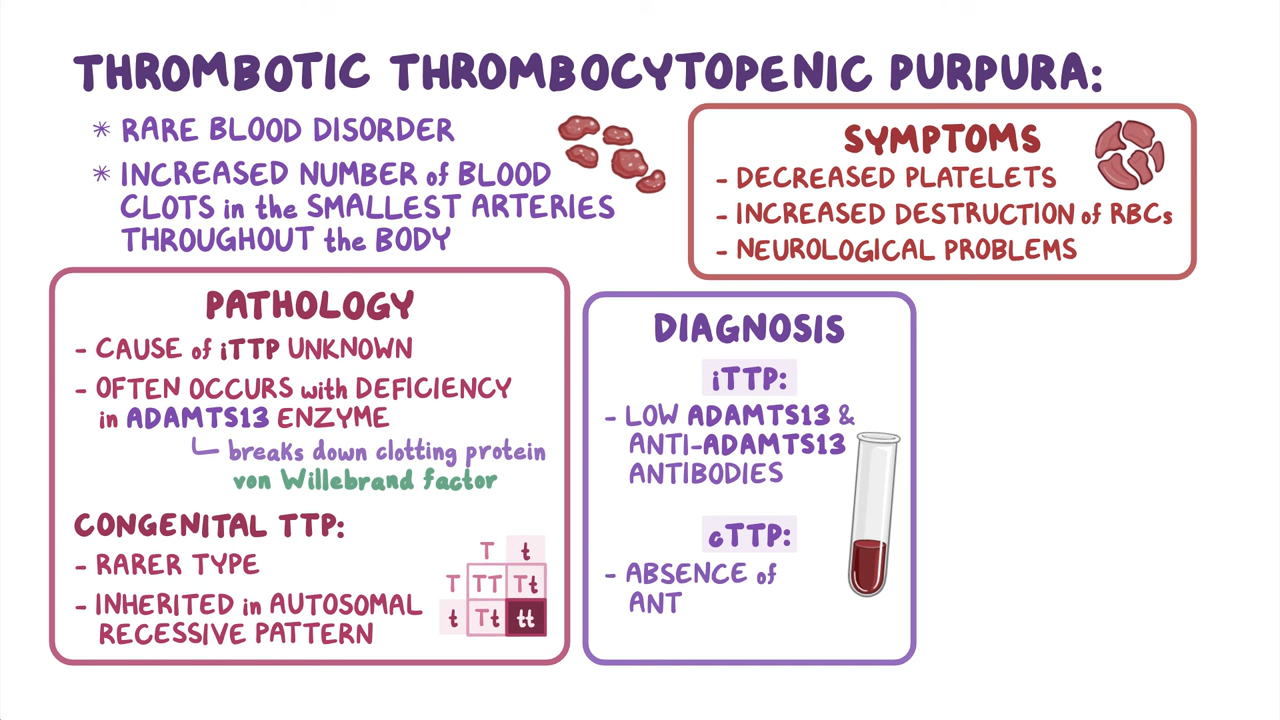 THROMBOTIC THROMBOCYTOPENIC PURPURA:
* RARE BLOOD DISORDER
* INCREASED NUMBER of BLOOD
CLOTS in the SMALLEST ARTERIES
THROUGHOUT the BODY
SYMPTOMS
- DECREASED PLATELETS
- INCREASED DESTRUCTION of RBCs
- NEUROLOGICAL PROBLEMS
PATHOLOGY
- CAUSE of iTTP UNKNOWN
- OFTEN OCCURS with DEFICIENCY
in ADAMTS13 ENZYME
breaks down clotting protein
von Willebrand factor
CONGENITAL TTP:
- RARER TYPE
- INHERITED in AUTOSOMAL
RECESSIVE PATTERN
T t
T TT Tt
t Tt tt
DIAGNOSIS
iTTP:
- LOW ADAMTS13 &
ANTI-ADAMTS13
ANTIBODIES
cTTP:
- ABSENCE of
ANT